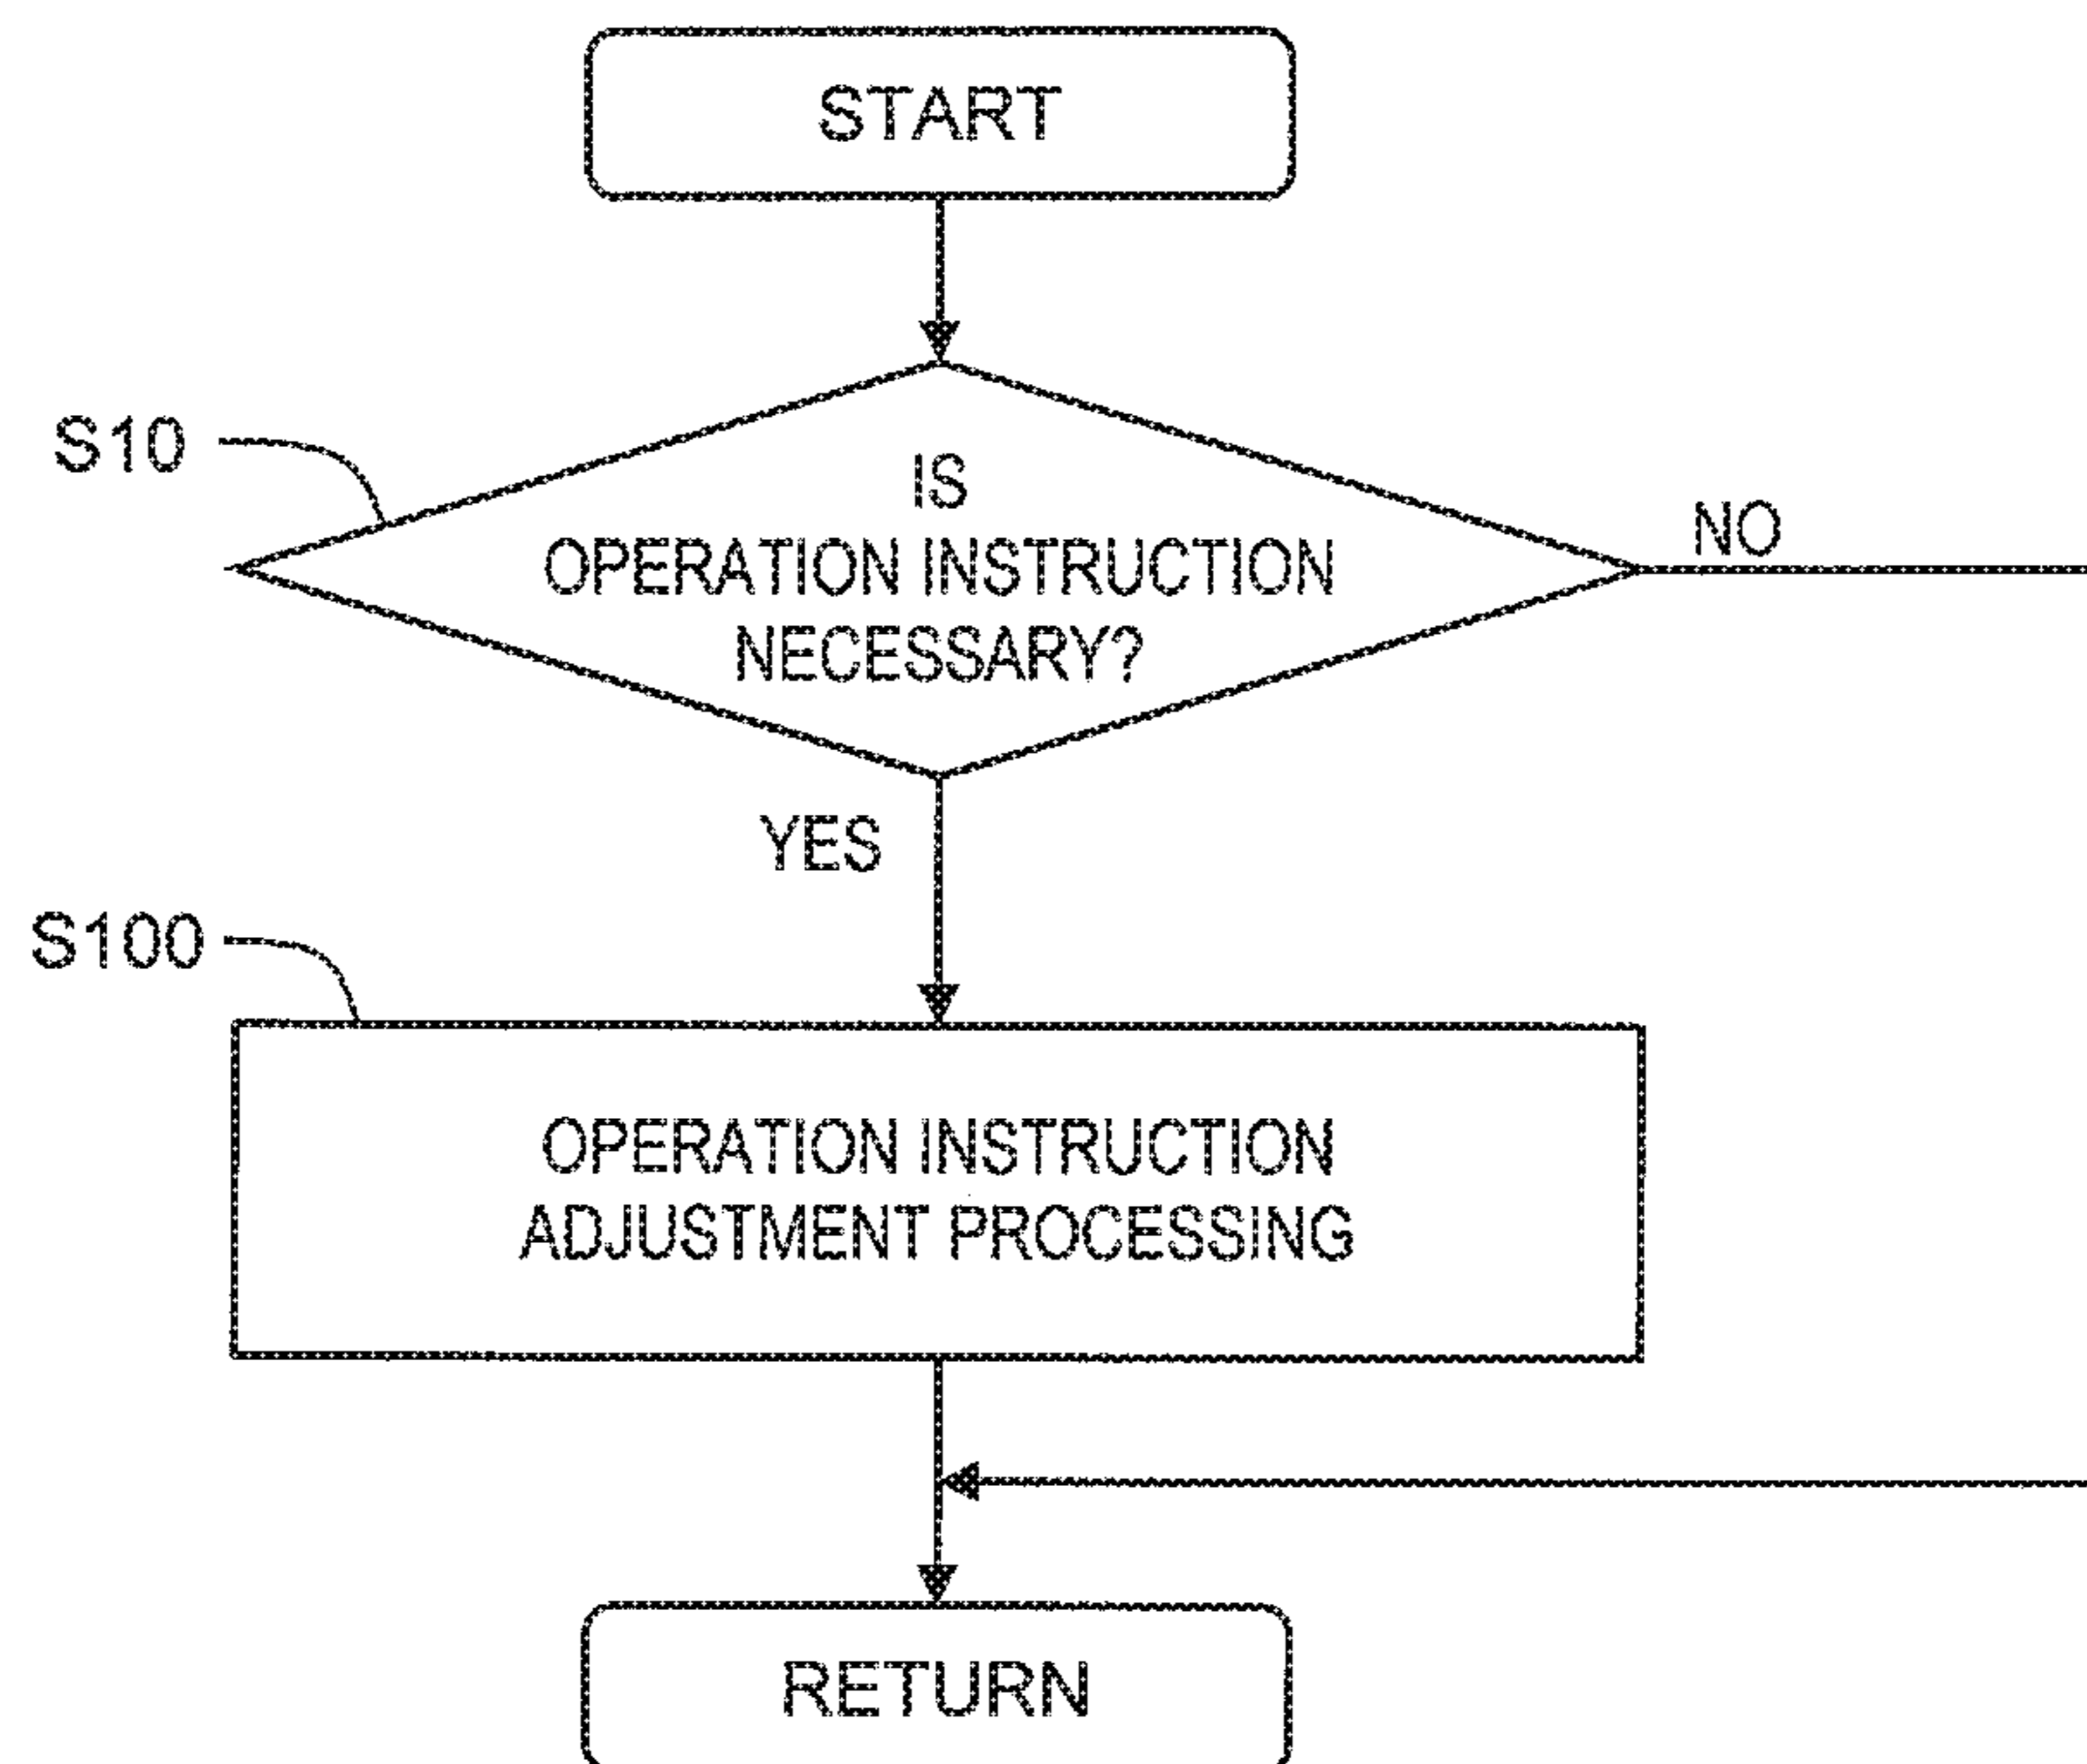 START
S10
IS
OPERATION INSTRUCTION
NECESSARY?
NO
YES
S100
OPERATION INSTRUCTION
ADJUSTMENT PROCESSING
RETURN